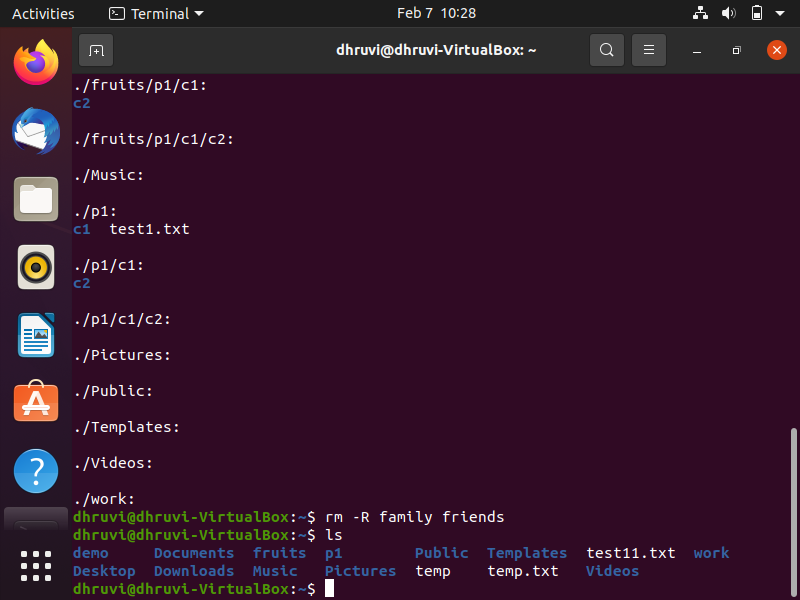 Activities Terminal Feb 7 10:28
dhruvi@dhruvi-VirtualBox: ~
./fruits/p1/c1:
c2
./fruits/p1/c1/c2:
./Music:
./p1:
c1 test1.txt
./p1/c1:
c2
./p1/c1/c2:
./Pictures:
./Public:
./Templates:
./Videos:
./work:
dhruvi@dhruvi-VirtualBox:~$ rm -R family friends
dhruvi@dhruvi-VirtualBox:~$ ls
demo Documents fruits p1 Public Templates test11.txt work
Desktop Downloads Music Pictures temp temp.txt Videos
dhruvi@dhruvi-VirtualBox:~$